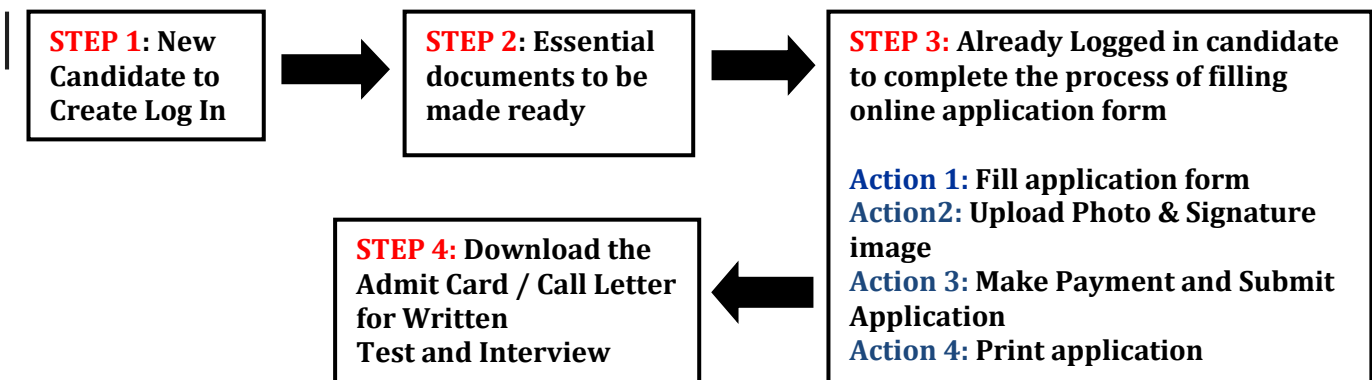 STEP 1: New
Candidate to
Create Log In
STEP 2: Essential
documents to be
made ready
STEP 3: Already Logged in candidate
to complete the process of filling
online application form
Action 1: Fill application form
Action2: Upload Photo & Signature
image
Action 3: Make Payment and Submit
Application
Action 4: Print application
STEP 4: Download the
Admit Card / Call Letter
for Written
Test and Interview